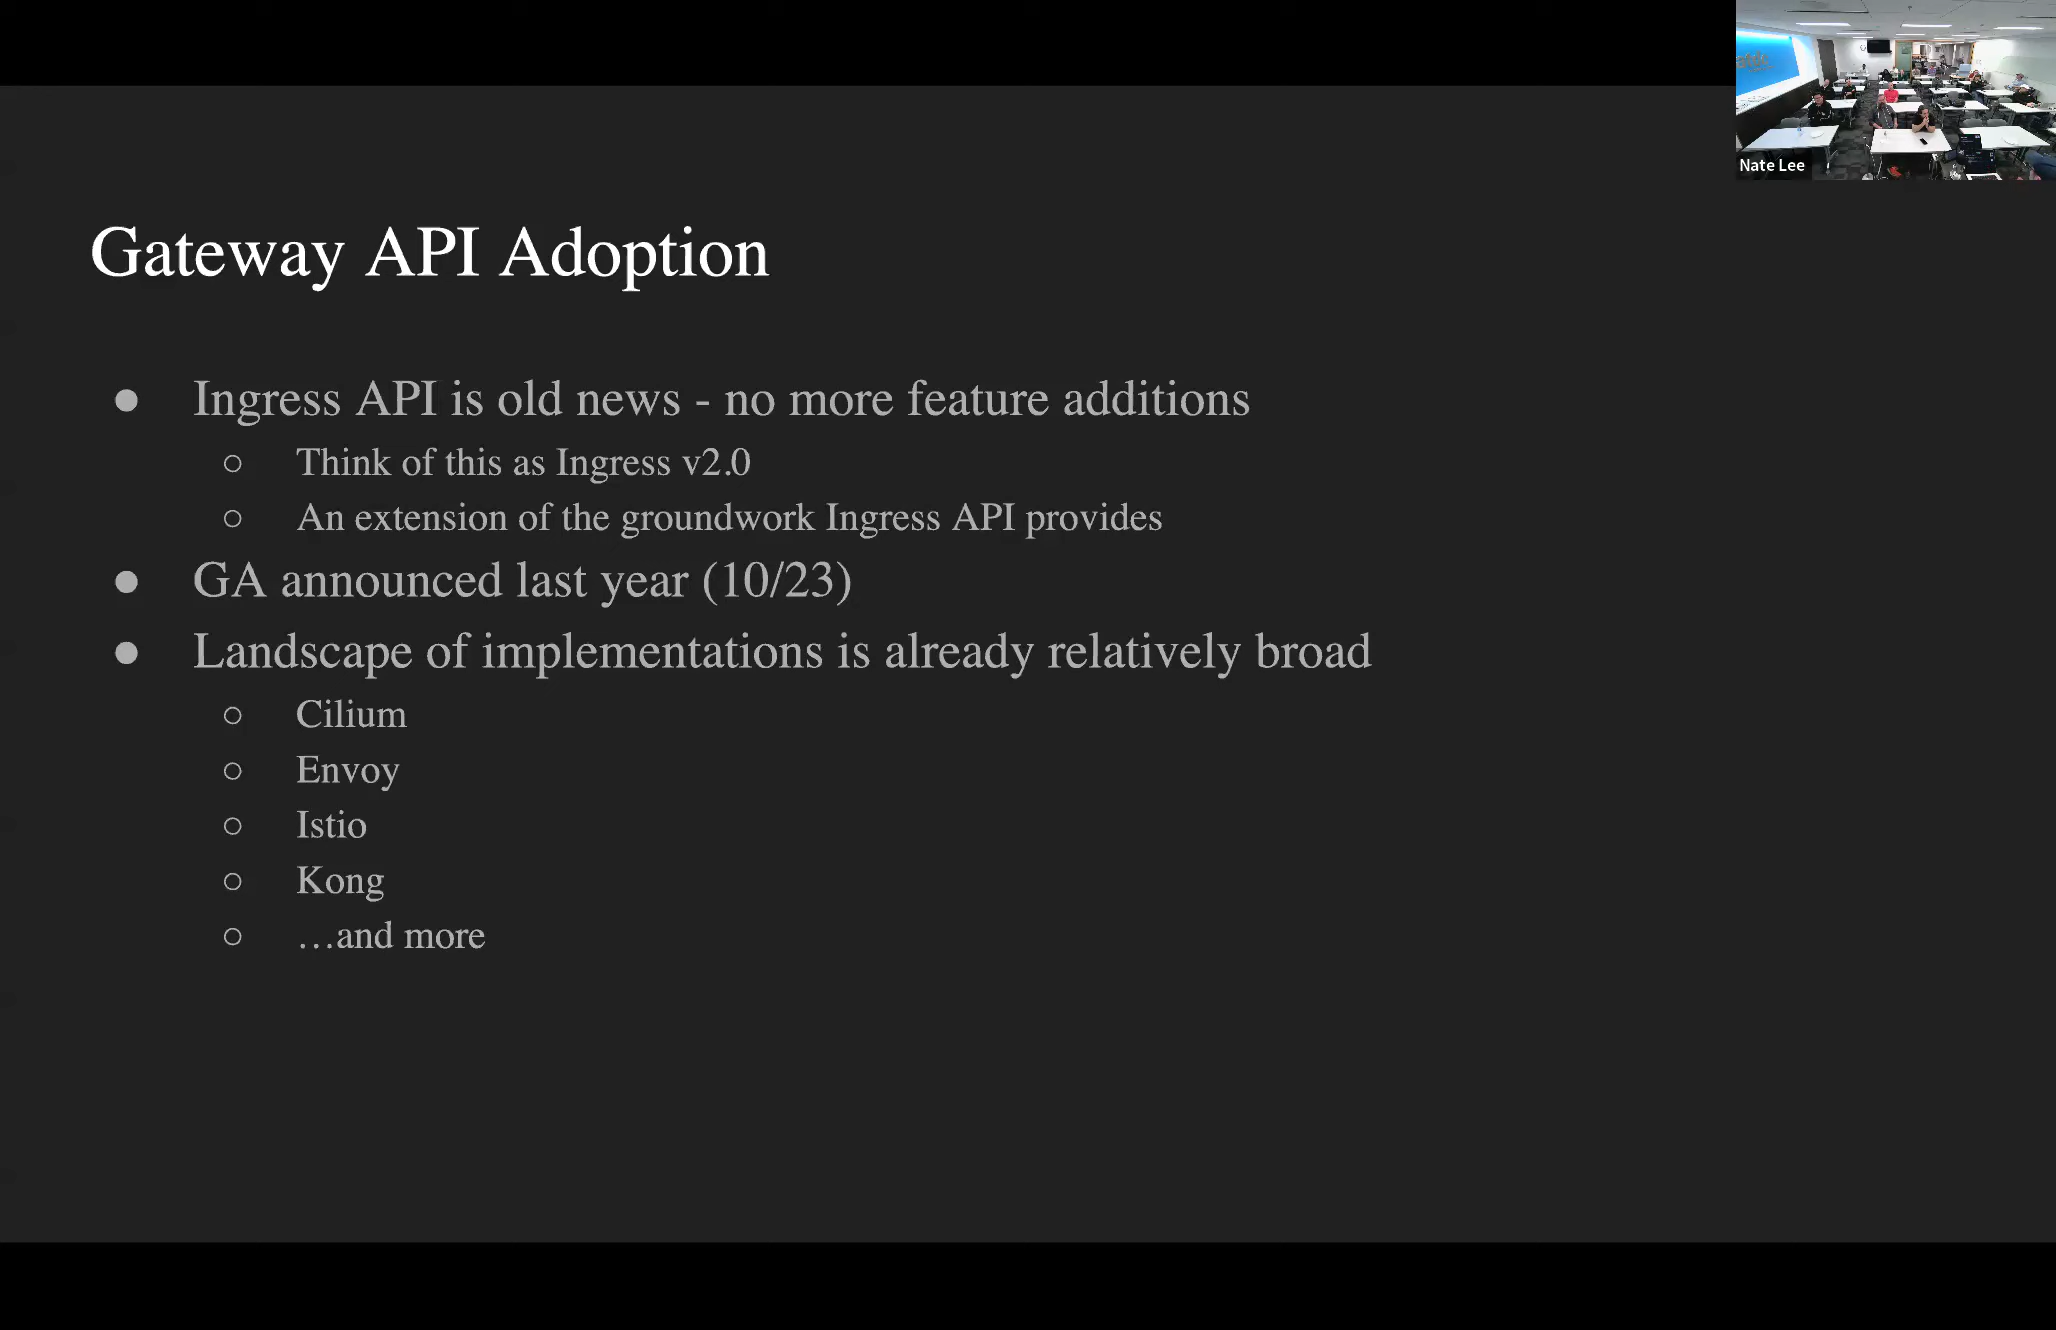 Nate Lee
Gateway API Adoption
● Ingress API is old news - no more feature additions
○ Think of this as Ingress v2.0
○ An extension of the groundwork Ingress API provides
● GA announced last year (10/23)
● Landscape of implementations is already relatively broad
○ Cilium
○ Envoy
○ Istio
○ Kong
○ …and more